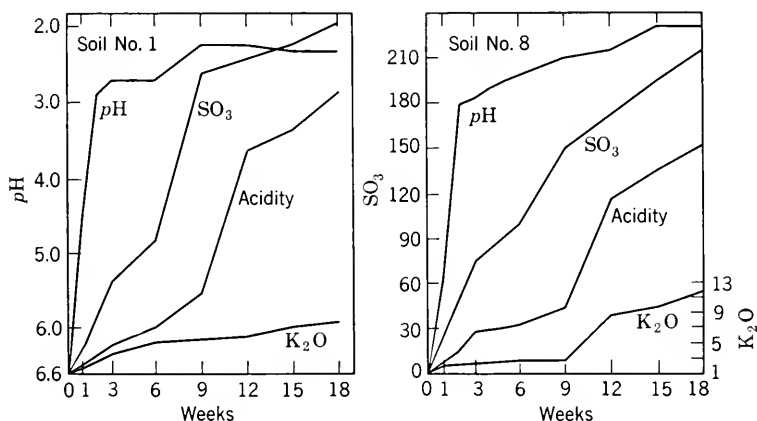 Soil No. 1
pH
2.0
3.0
4.0
5.0
6.0
6.6
pH
SO₃
Acidity
K₂O
0 1 3 6 9 12 15 18
Weeks
Soil No. 8
SO₃
210
180
150
120
90
60
30
0
pH
SO₃
Acidity
K₂O
13
9
5
1
K₂O
0 1 3 6 9 12 15 18
Weeks